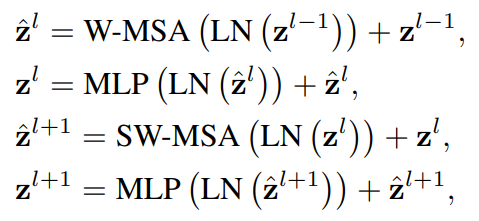 ẑ^l = W-MSA (LN (z^{l−1})) + z^{l−1},
z^l = MLP (LN (ẑ^l)) + ẑ^l,
ẑ^{l+1} = SW-MSA (LN (z^l)) + z^l,
z^{l+1} = MLP (LN (ẑ^{l+1})) + ẑ^{l+1},